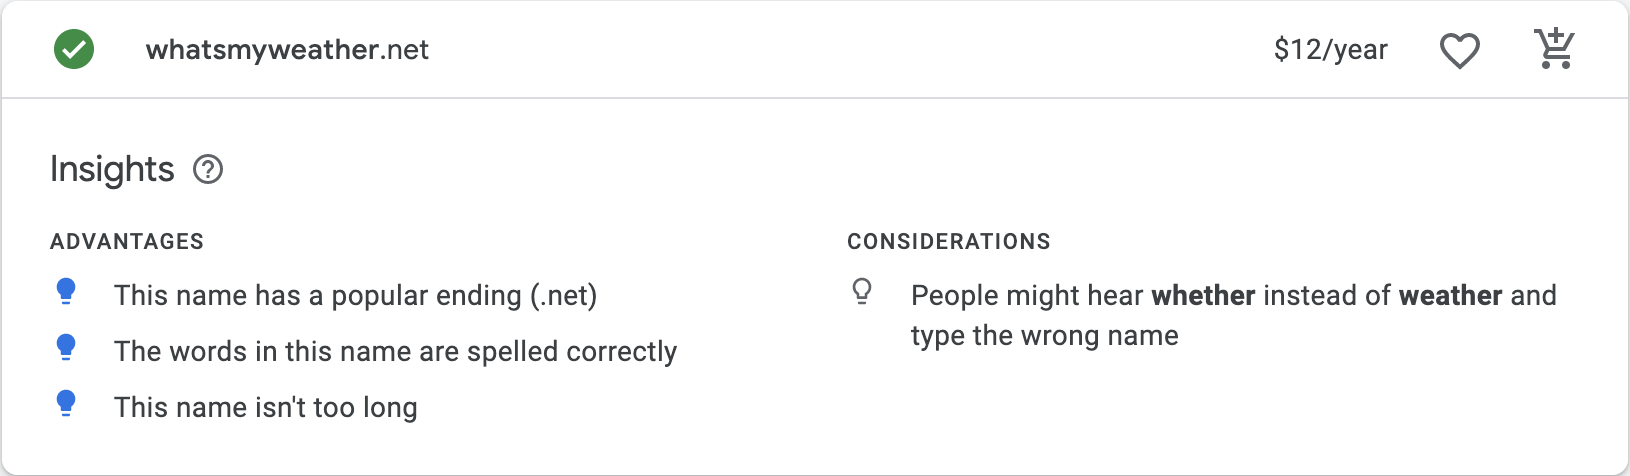 whatsmyweather.net
$12/year
Insights
ADVANTAGES
This name has a popular ending (.net)
The words in this name are spelled correctly
This name isn't too long
CONSIDERATIONS
People might hear whether instead of weather and
type the wrong name